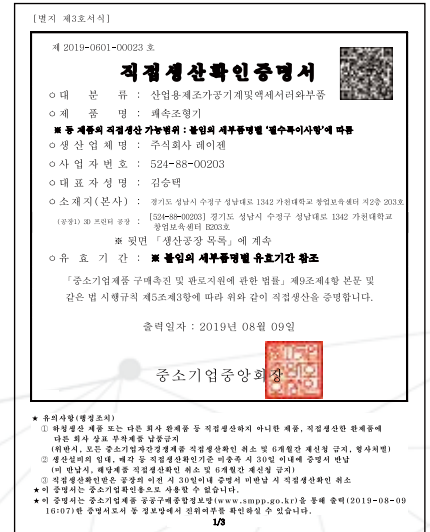 [별지 제3호서식]
제 2019-0601-00023 호
직접생산확인증명서
ㅇ대 분 류 : 산업용제조가공기계및액세서리와부품
ㅇ제 품 명 : 쾌속조형기
※ 동 제품의 직접생산 가능범위 : 붙임의 세부품명별 '필수특이사항'에 따름
ㅇ생 산 업 체 명 : 주식회사 레이젠
ㅇ사 업 자 번 호 : 524-88-00203
ㅇ대 표 자 성 명 : 김승택
ㅇ소 재 지(본사) : 경기도 성남시 수정구 성남대로 1342 가천대학교 창업보육센터 지2층 203호
(공장1) 3D 프린터 공장 : [524-88-00203] 경기도 성남시 수정구 성남대로 1342 가천대학교
창업보육센터 B203호
※ 뒷면 「생산공장 목록」에 계속
ㅇ유 효 기 간 : ※ 붙임의 세부품명별 유효기간 참조
「중소기업제품 구매촉진 및 판로지원에 관한 법률」제9조제4항 본문 및
같은 법 시행규칙 제5조제3항에 따라 위와 같이 직접생산을 증명합니다.
출력일자 : 2019년 08월 09일
중소기업중앙회장
★ 유의사항(행정조치)
① 하청생산 제품 또는 다른 회사 완제품 등 직접생산하지 아니한 제품, 직접생산한 완제품에
다른 회사 상표 부착제품 납품금지
(위반시, 모든 중소기업자간경쟁제품 직접생산확인 취소 및 6개월간 재신청 금지, 형사처벌)
② 생산설비의 임대, 매각 등 직접생산확인기준 미충족 시 30일 이내에 증명서 반납
(미 반납시, 해당제품 직접생산확인 취소 및 6개월간 재신청 금지)
③ 직접생산확인받은 공장의 이전 시 30일이내 증명서 미반납 시 직접생산확인 취소
★이 증명서는 중소기업확인용으로 사용할 수 없습니다.
★이 증명서는 중소기업제품 공공구매종합정보망(www.smpp.go.kr)을 통해 출력(2019-08-09
16:07)한 증명서로서 동 정보망에서 진위여부를 확인하실 수 있습니다.
1/3